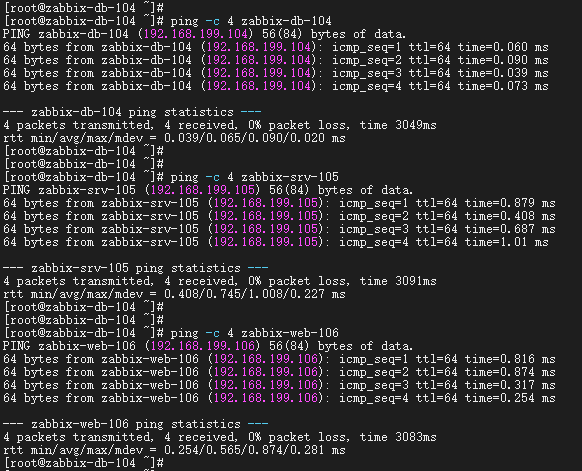 [root@zabbix-db-104 ~]#
[root@zabbix-db-104 ~]# ping -c 4 zabbix-db-104
PING zabbix-db-104 (192.168.199.104) 56(84) bytes of data.
64 bytes from zabbix-db-104 (192.168.199.104): icmp_seq=1 ttl=64 time=0.060 ms
64 bytes from zabbix-db-104 (192.168.199.104): icmp_seq=2 ttl=64 time=0.090 ms
64 bytes from zabbix-db-104 (192.168.199.104): icmp_seq=3 ttl=64 time=0.039 ms
64 bytes from zabbix-db-104 (192.168.199.104): icmp_seq=4 ttl=64 time=0.073 ms
--- zabbix-db-104 ping statistics ---
4 packets transmitted, 4 received, 0% packet loss, time 3049ms
rtt min/avg/max/mdev = 0.039/0.065/0.090/0.020 ms
[root@zabbix-db-104 ~]#
[root@zabbix-db-104 ~]#
[root@zabbix-db-104 ~]# ping -c 4 zabbix-srv-105
PING zabbix-srv-105 (192.168.199.105) 56(84) bytes of data.
64 bytes from zabbix-srv-105 (192.168.199.105): icmp_seq=1 ttl=64 time=0.879 ms
64 bytes from zabbix-srv-105 (192.168.199.105): icmp_seq=2 ttl=64 time=0.408 ms
64 bytes from zabbix-srv-105 (192.168.199.105): icmp_seq=3 ttl=64 time=0.687 ms
64 bytes from zabbix-srv-105 (192.168.199.105): icmp_seq=4 ttl=64 time=1.01 ms
--- zabbix-srv-105 ping statistics ---
4 packets transmitted, 4 received, 0% packet loss, time 3091ms
rtt min/avg/max/mdev = 0.408/0.745/1.008/0.227 ms
[root@zabbix-db-104 ~]#
[root@zabbix-db-104 ~]#
[root@zabbix-db-104 ~]# ping -c 4 zabbix-web-106
PING zabbix-web-106 (192.168.199.106) 56(84) bytes of data.
64 bytes from zabbix-web-106 (192.168.199.106): icmp_seq=1 ttl=64 time=0.816 ms
64 bytes from zabbix-web-106 (192.168.199.106): icmp_seq=2 ttl=64 time=0.874 ms
64 bytes from zabbix-web-106 (192.168.199.106): icmp_seq=3 ttl=64 time=0.317 ms
64 bytes from zabbix-web-106 (192.168.199.106): icmp_seq=4 ttl=64 time=0.254 ms
--- zabbix-web-106 ping statistics ---
4 packets transmitted, 4 received, 0% packet loss, time 3083ms
rtt min/avg/max/mdev = 0.254/0.565/0.874/0.281 ms
[root@zabbix-db-104 ~]#